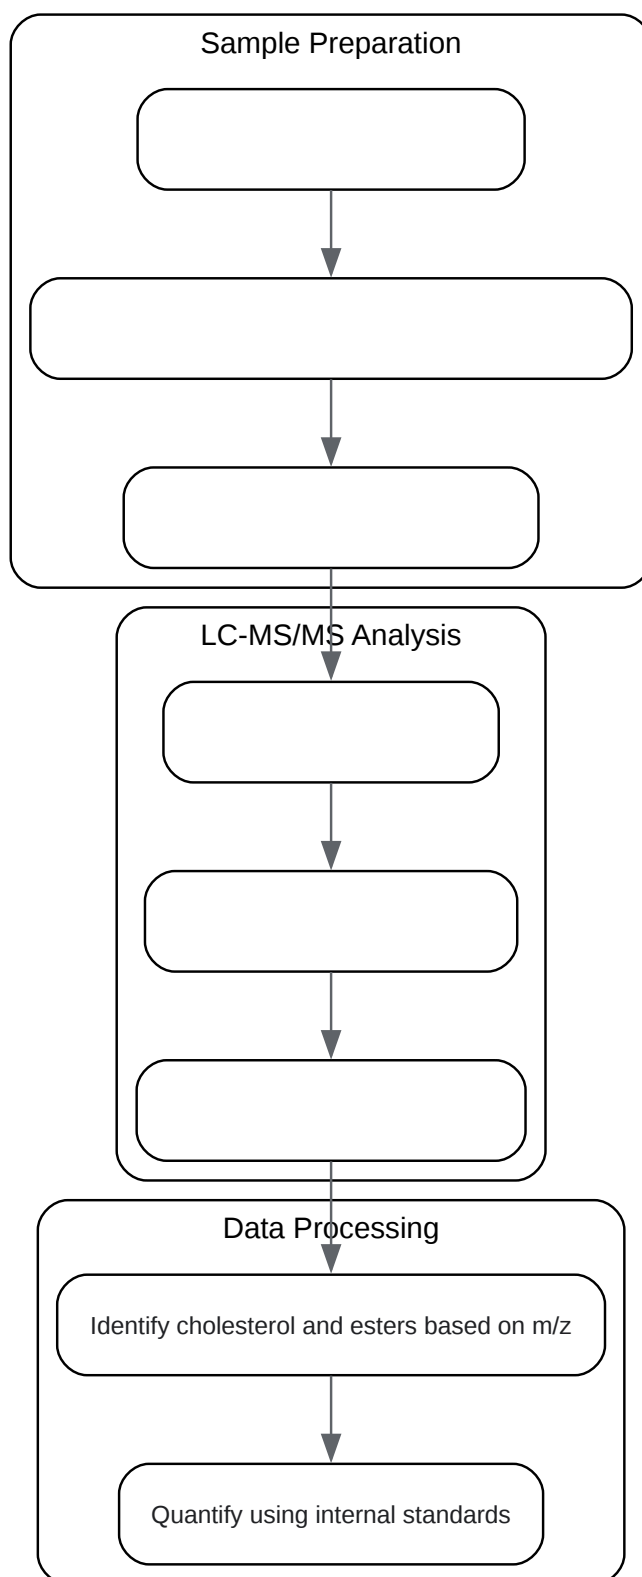 Sample Preparation
LC-MS/MS Analysis
Data Processing
Identify cholesterol and esters based on m/z
Quantify using internal standards